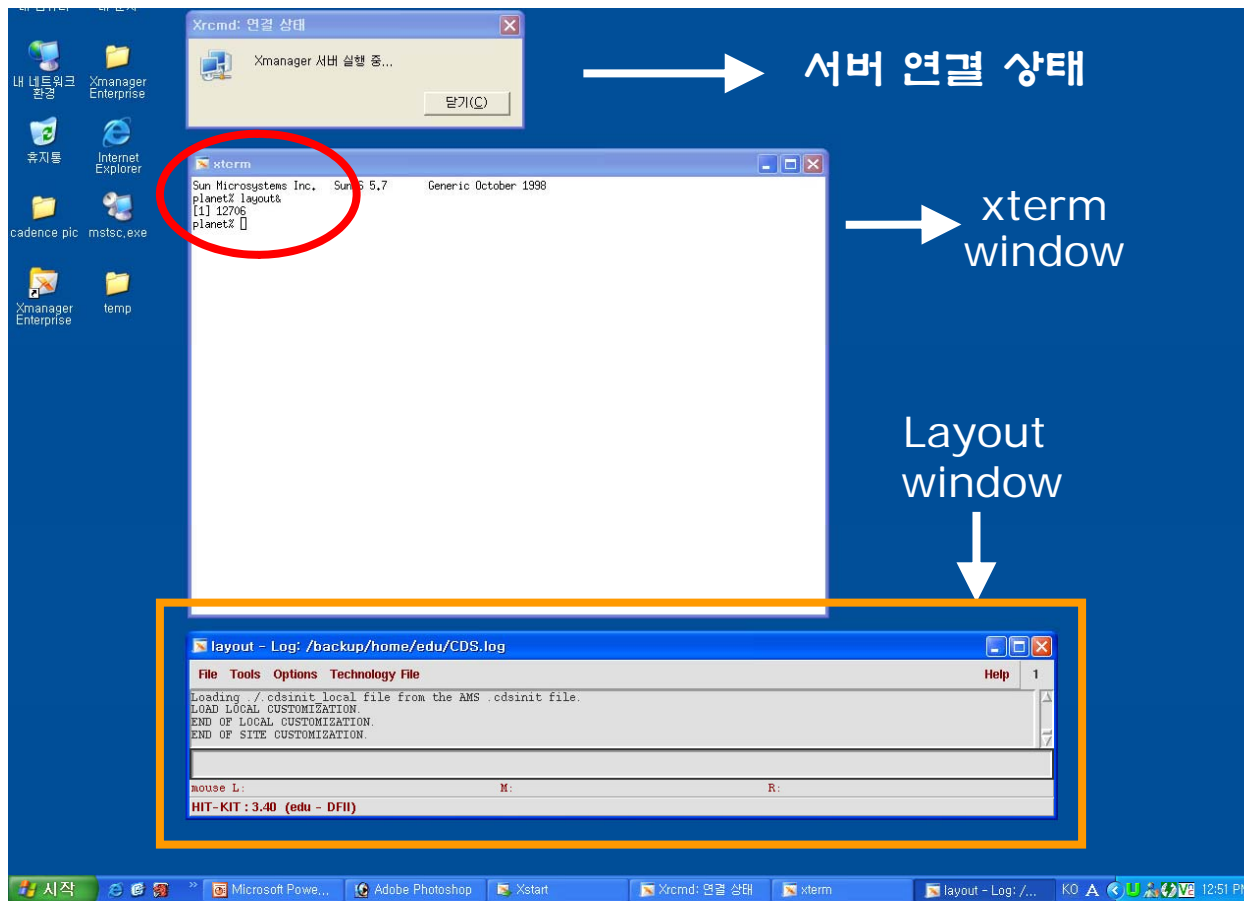 Xrcmd: 연결 상태
Xmanager 서버 실행 중...
닫기(C)
서버 연결 상태
내 네트워크 환경
Xmanager Enterprise
휴지통
Internet Explorer
cadence pic
mstsc.exe
Xmanager Enterprise
temp
xterm
Sun Microsystems Inc. Sun S 5.7 Generic October 1998
planet% layout&
[1] 12706
planet%
xterm
window
Layout
window
layout - Log: /backup/home/edu/CDS.log
File Tools Options Technology File Help 1
Loading ./.cdsinit_local file from the AMS .cdsinit file.
LOAD LOCAL CUSTOMIZATION.
END OF LOCAL CUSTOMIZATION.
END OF SITE CUSTOMIZATION.
mouse L: M: R:
HIT-KIT : 3.40 (edu - DFII)
시작 Microsoft Powe... Adobe Photoshop Xstart Xrcmd: 연결 상태 xterm layout - Log: /... KO A 12:51